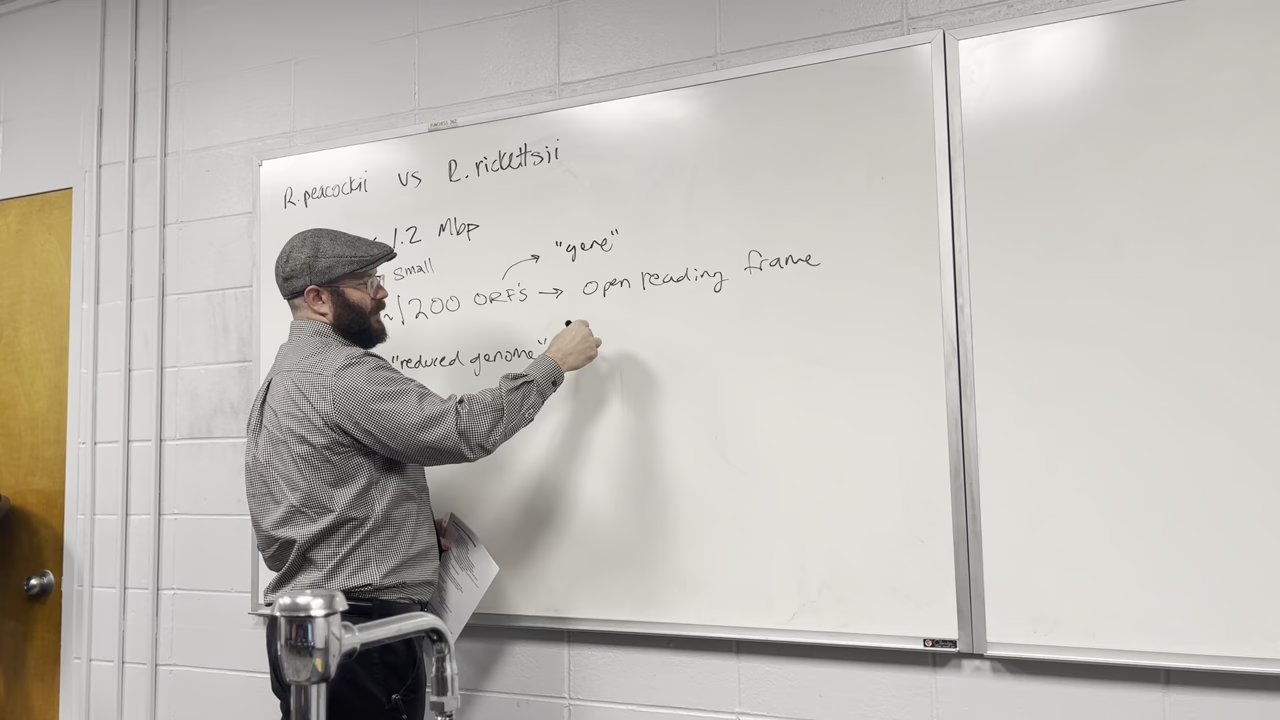 R. peacockii vs R. rickettsii
1.2 Mbp
small
"gene"
~1200 ORF's → open reading frame
"reduced genome"